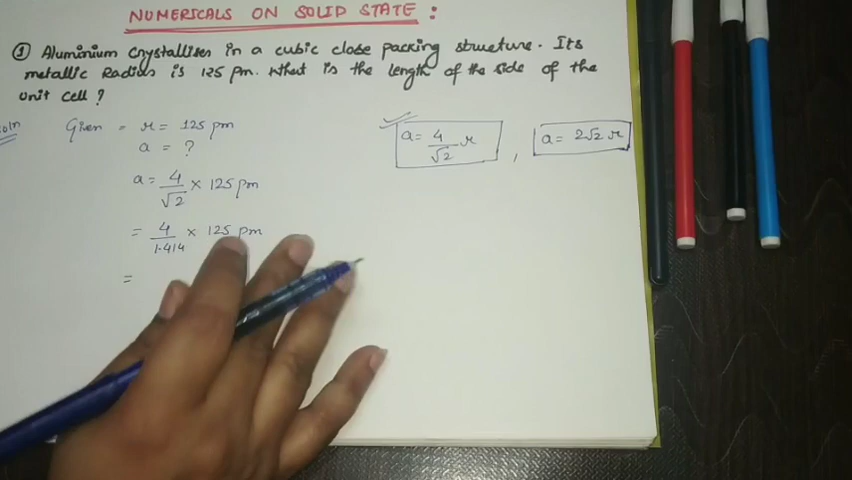 NUMERICALS ON SOLID STATE :
① Aluminium crystallises in a cubic close packing structure. Its
metallic Radius is 125 pm. What is the length of the side of the
unit cell ?
soln Given = r = 125 pm
a = ?
a = 4/√2 r , a = 2√2 r
a = 4/√2 × 125 pm
= 4/1.414 × 125 pm
=